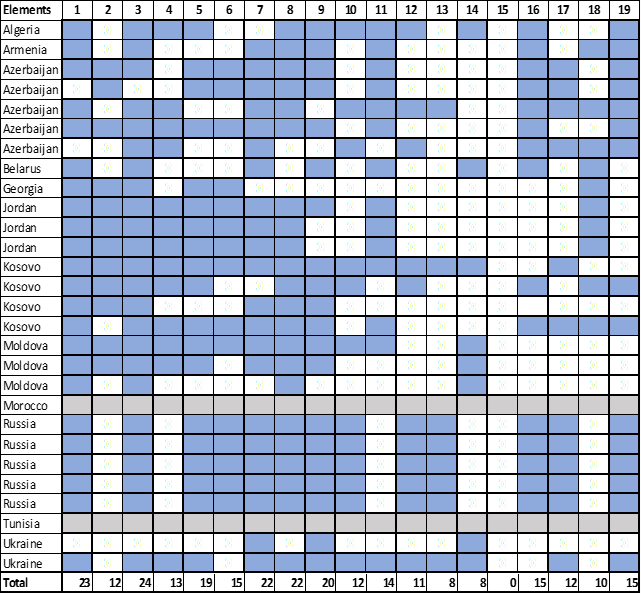 Elements 1 2 3 4 5 6 7 8 9 10 11 12 13 14 15 16 17 18 19
Algeria
Armenia
Azerbaijan
Azerbaijan
Azerbaijan
Azerbaijan
Azerbaijan
Belarus
Georgia
Jordan
Jordan
Jordan
Kosovo
Kosovo
Kosovo
Kosovo
Moldova
Moldova
Moldova
Morocco
Russia
Russia
Russia
Russia
Russia
Tunisia
Ukraine
Ukraine
Total 23 12 24 13 19 15 22 22 20 12 14 11 8 8 0 15 12 10 15